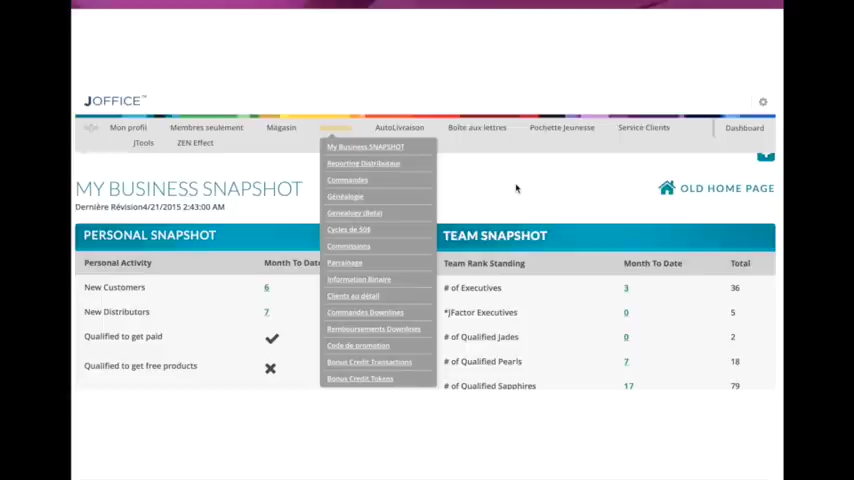 JOFFICE™
Mon profil Membres seulement Magasin AutoLivraison Boîte aux lettres Pochette Jeunesse Service Clients Dashboard
JTools ZEN Effect
My Business SNAPSHOT
Reporting Distributeur
Commandes
Généalogie
Genealogy (Beta)
Cycles de 50$
Commissions
Parrainage
Information Binaire
Clients au détail
Commandes Downlines
Remboursements Downlines
Code de promotion
Bonus Credit Transactions
Bonus Credit Tokens
MY BUSINESS SNAPSHOT
OLD HOME PAGE
Dernière Révision4/21/2015 2:43:00 AM
PERSONAL SNAPSHOT
Personal Activity Month To Date
New Customers 6
New Distributors 7
Qualified to get paid
Qualified to get free products
TEAM SNAPSHOT
Team Rank Standing Month To Date Total
# of Executives 3 36
*JFactor Executives 0 5
# of Qualified Jades 0 2
# of Qualified Pearls 7 18
# of Qualified Sapphires 17 79